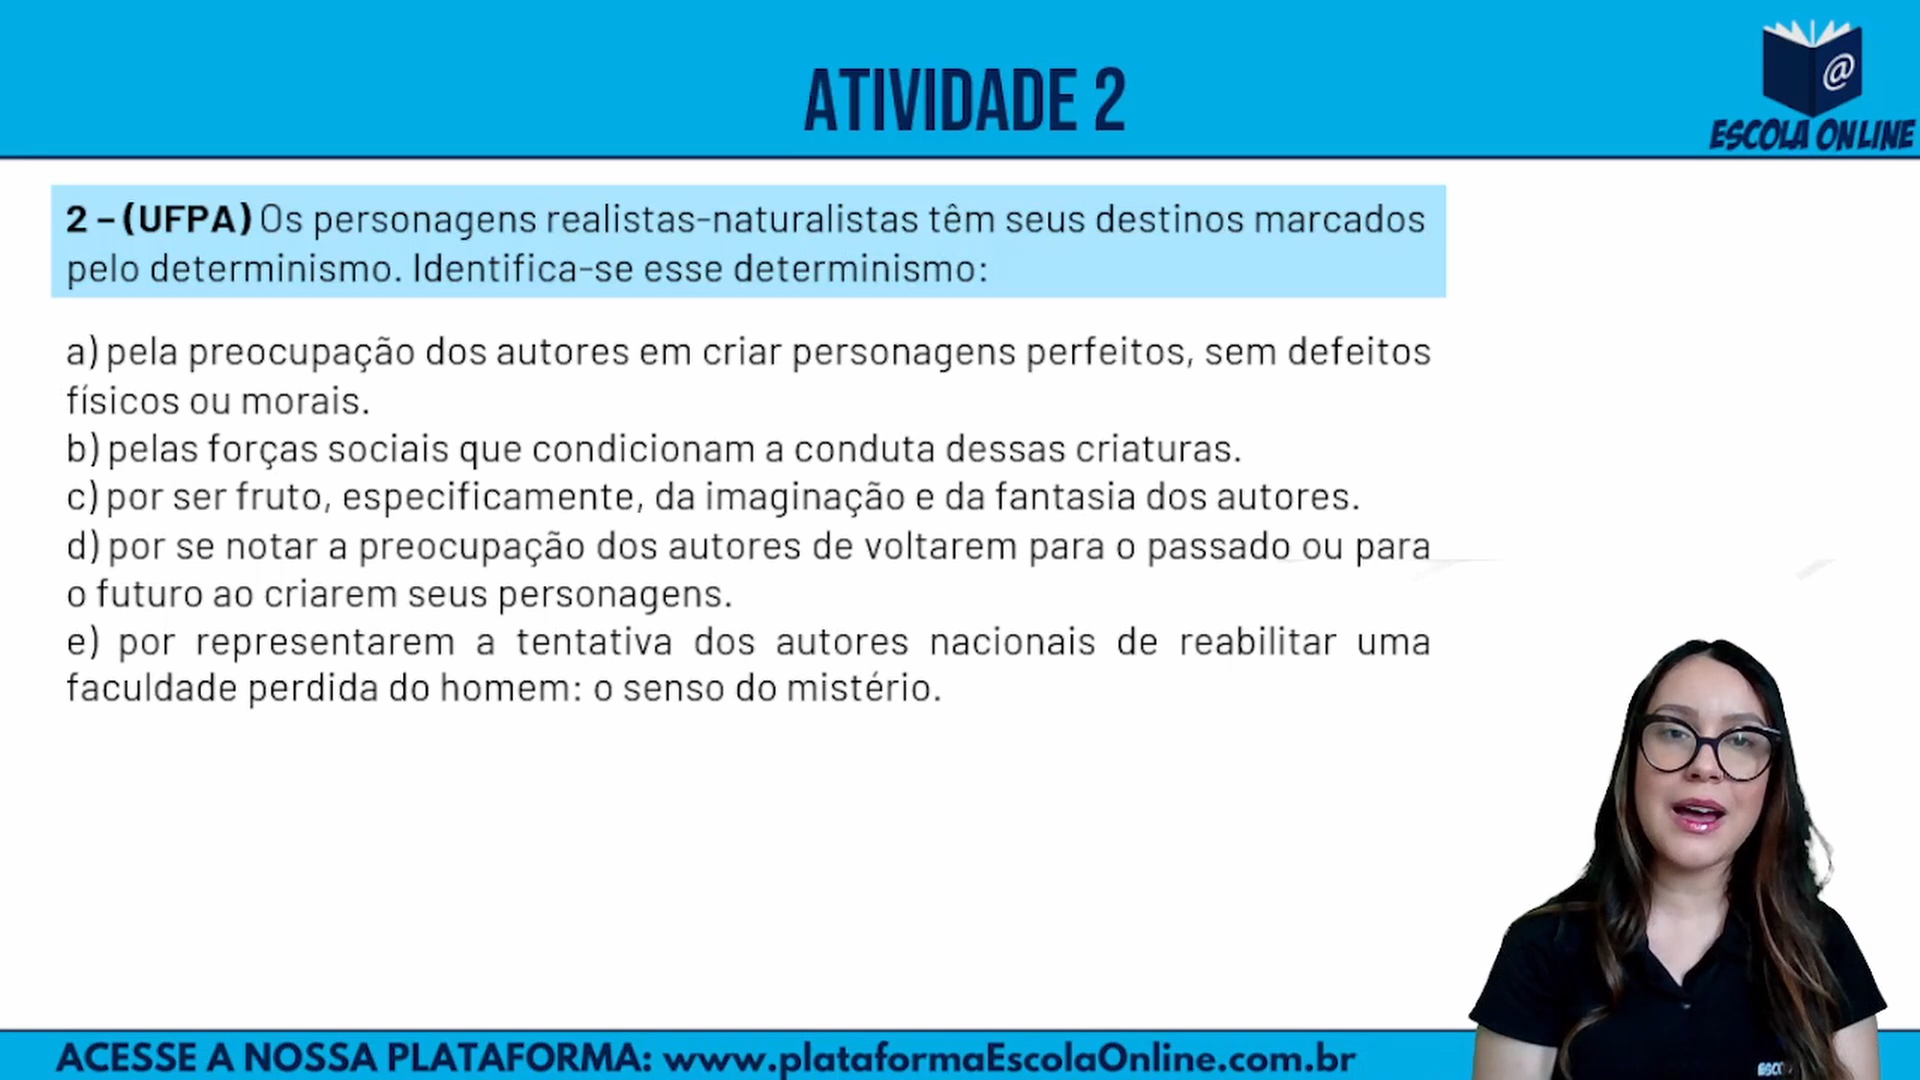 ATIVIDADE 2
@
ESCOLA ONLINE
2 – (UFPA) Os personagens realistas-naturalistas têm seus destinos marcados
pelo determinismo. Identifica-se esse determinismo:
a) pela preocupação dos autores em criar personagens perfeitos, sem defeitos
físicos ou morais.
b) pelas forças sociais que condicionam a conduta dessas criaturas.
c) por ser fruto, especificamente, da imaginação e da fantasia dos autores.
d) por se notar a preocupação dos autores de voltarem para o passado ou para
o futuro ao criarem seus personagens.
e) por representarem a tentativa dos autores nacionais de reabilitar uma
faculdade perdida do homem: o senso do mistério.
ACESSE A NOSSA PLATAFORMA: www.plataformaEscolaOnline.com.br